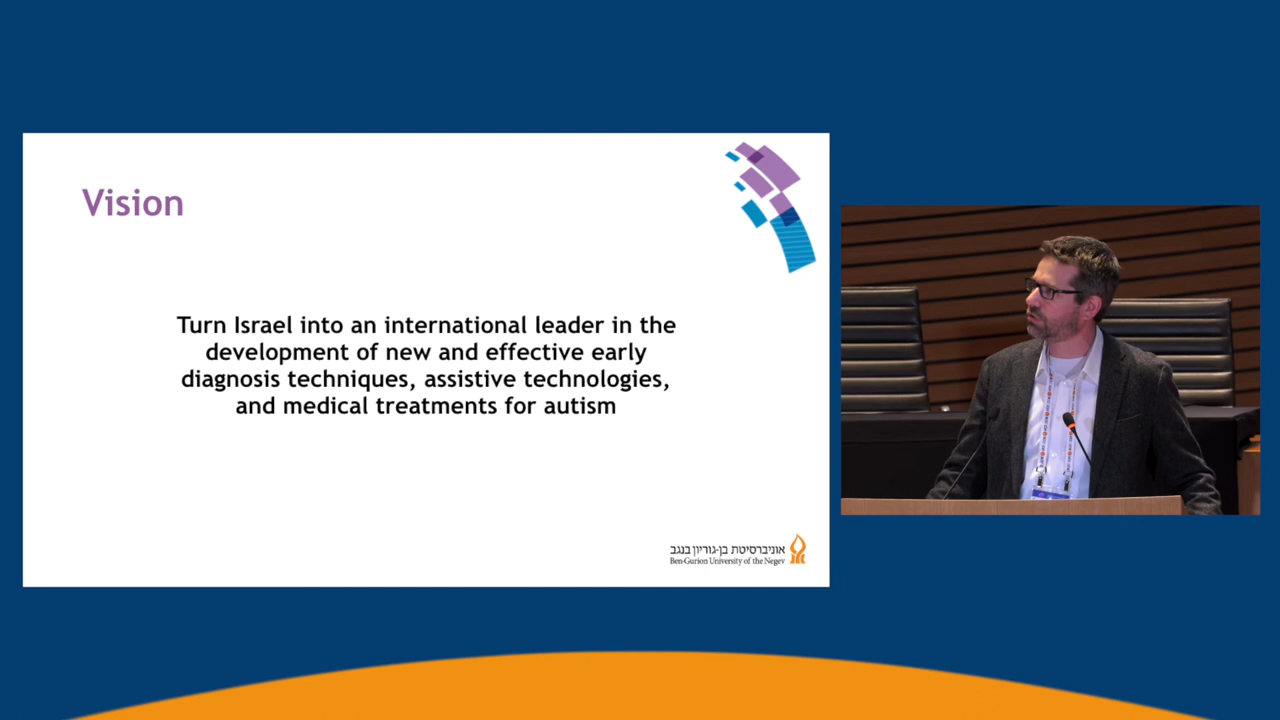 Vision
Turn Israel into an international leader in the
development of new and effective early
diagnosis techniques, assistive technologies,
and medical treatments for autism
אוניברסיטת בן-גוריון בנגב
Ben-Gurion University of the Negev